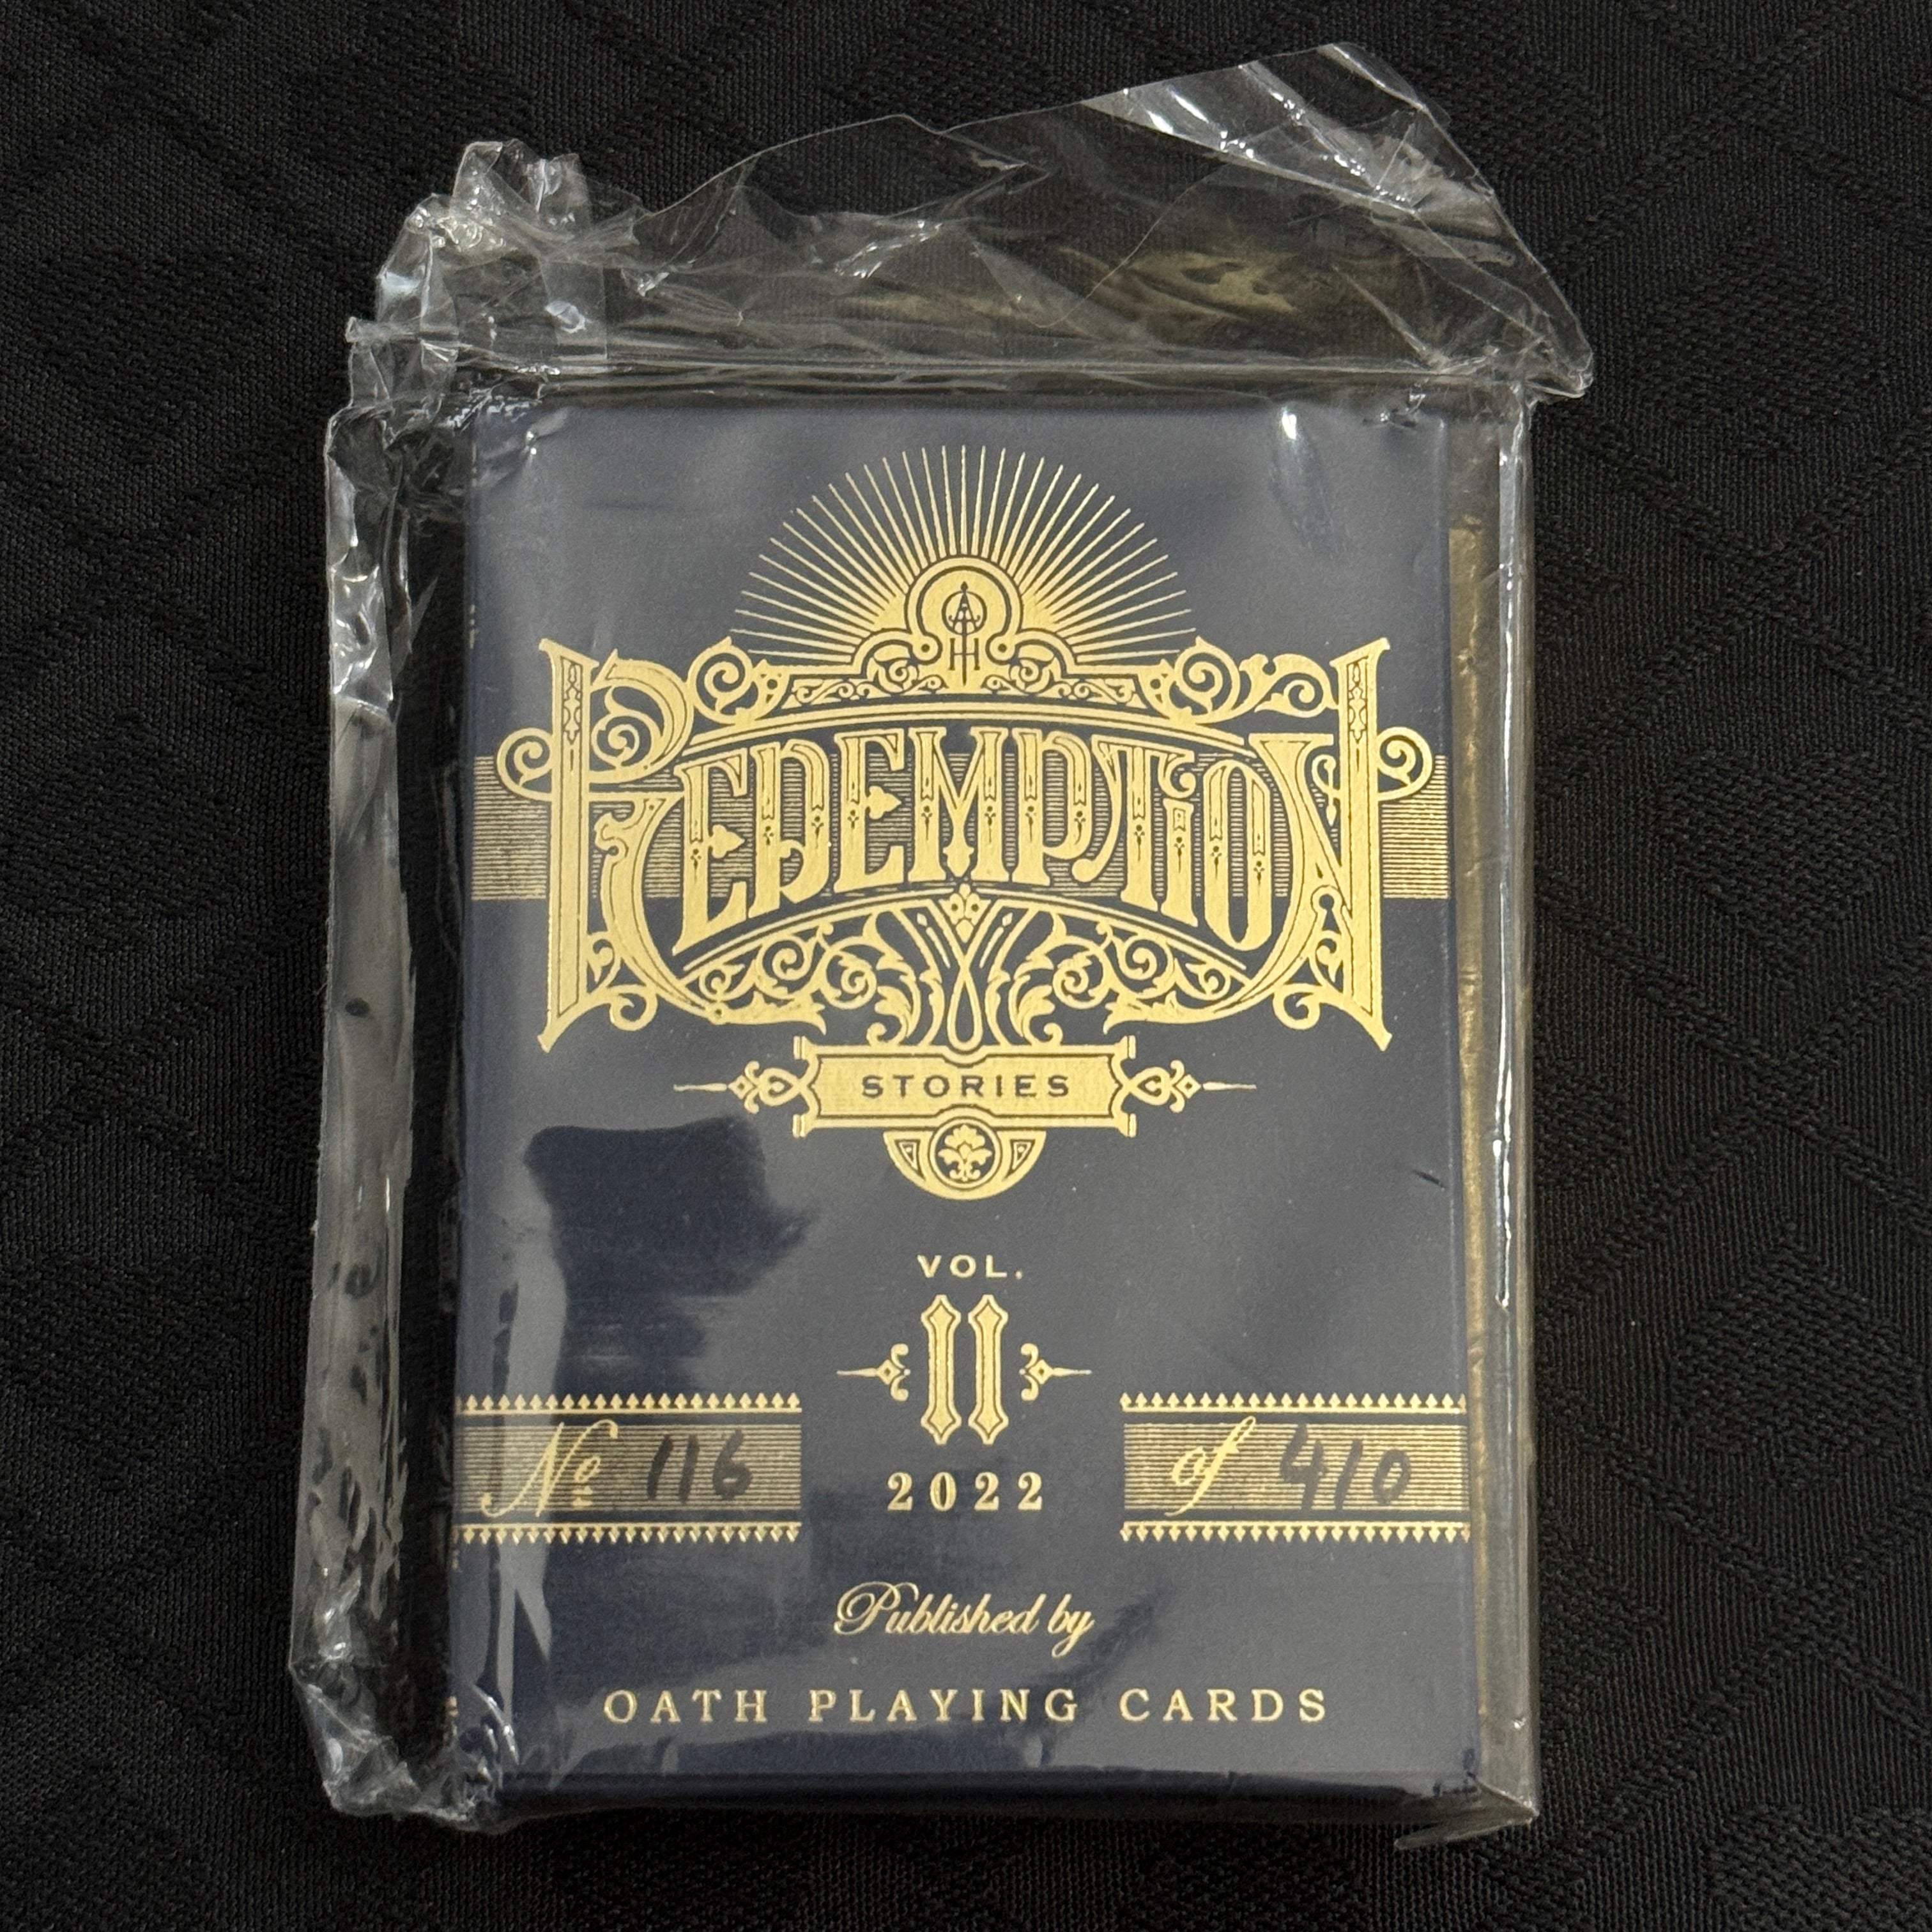 REDEMPTION
STORIES
VOL.
II
No 116
of 410
2022
Published by
OATH PLAYING CARDS